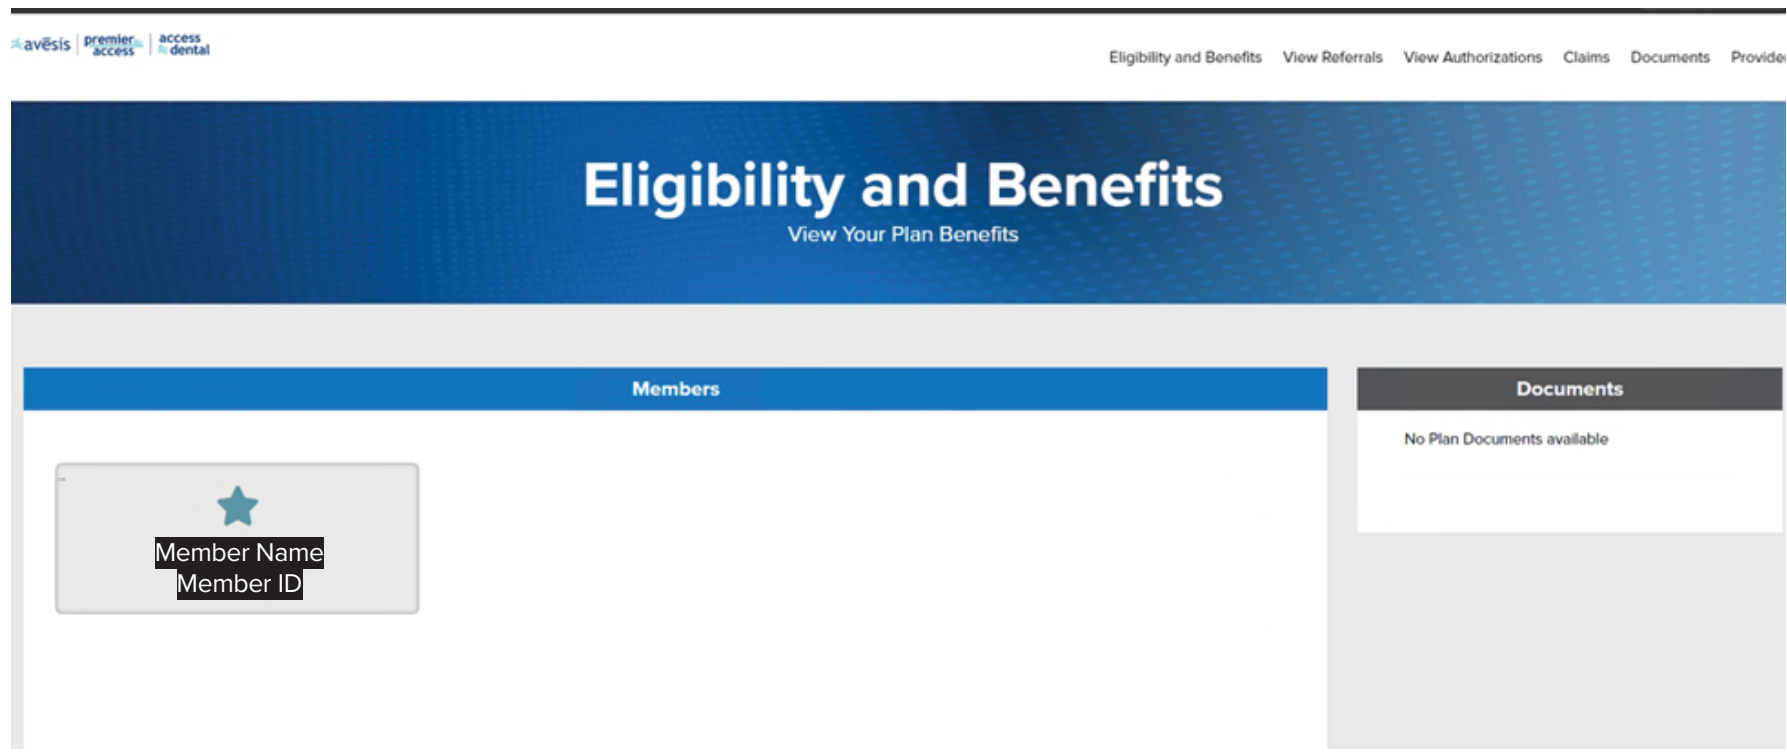 avēsis premier access access dental
Eligibility and Benefits View Referrals View Authorizations Claims Documents Provider
Eligibility and Benefits
View Your Plan Benefits
Members
Member Name
Member ID
Documents
No Plan Documents available